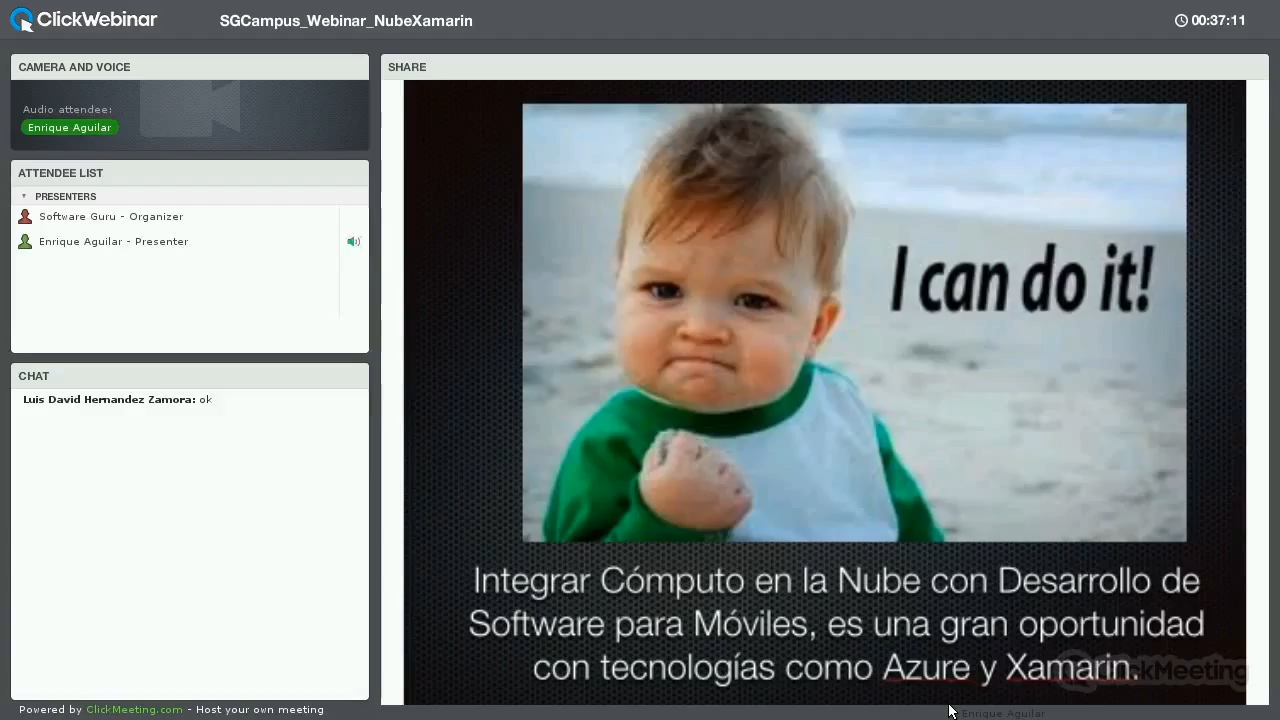 ClickWebinar
SGCampus_Webinar_NubeXamarin
00:37:11
CAMERA AND VOICE
Audio attendee:
Enrique Aguilar
ATTENDEE LIST
PRESENTERS
Software Guru - Organizer
Enrique Aguilar - Presenter
CHAT
Luis David Hernandez Zamora: ok
Powered by ClickMeeting.com - Host your own meeting
SHARE
I can do it!
Integrar Cómputo en la Nube con Desarrollo de
Software para Móviles, es una gran oportunidad
con tecnologías como Azure y Xamarin.
ClickMeeting
Enrique Aguilar